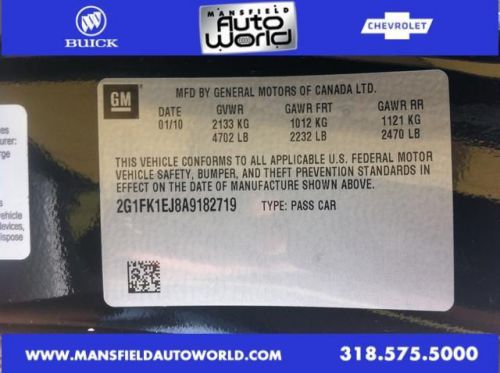 BUICK
MANSFIELD
Auto
World
CHEVROLET
GM
MFD BY GENERAL MOTORS OF CANADA LTD.
DATE GVWR GAWR FRT GAWR RR
01/10 2133 KG 1012 KG 1121 KG
4702 LB 2232 LB 2470 LB
THIS VEHICLE CONFORMS TO ALL APPLICABLE U.S. FEDERAL MOTOR
VEHICLE SAFETY, BUMPER, AND THEFT PREVENTION STANDARDS IN
EFFECT ON THE DATE OF MANUFACTURE SHOWN ABOVE.
2G1FK1EJ8A9182719 TYPE: PASS CAR
vehicle
WWW.MANSFIELDAUTOWORLD.COM 318.575.5000